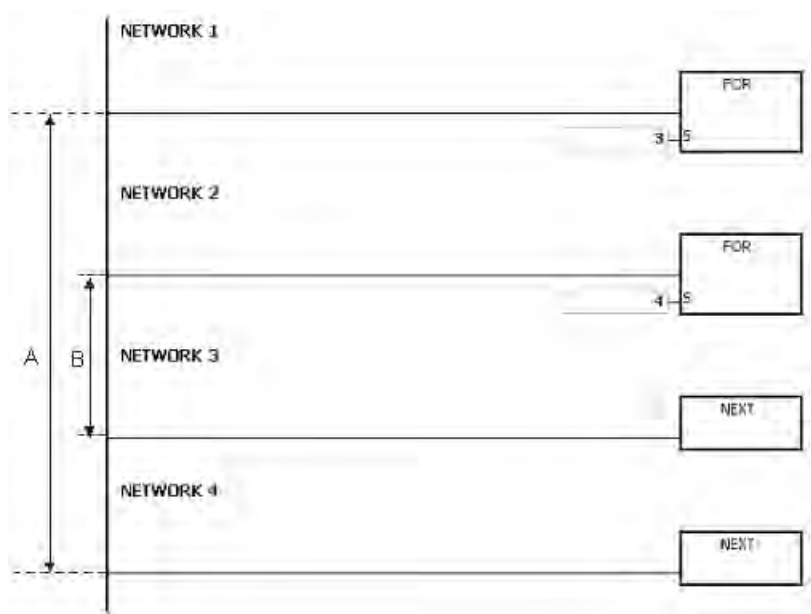 NETWORK 1
FOR
3 S
NETWORK 2
FOR
4 S
A
B
NETWORK 3
NEXT
NETWORK 4
NEXT